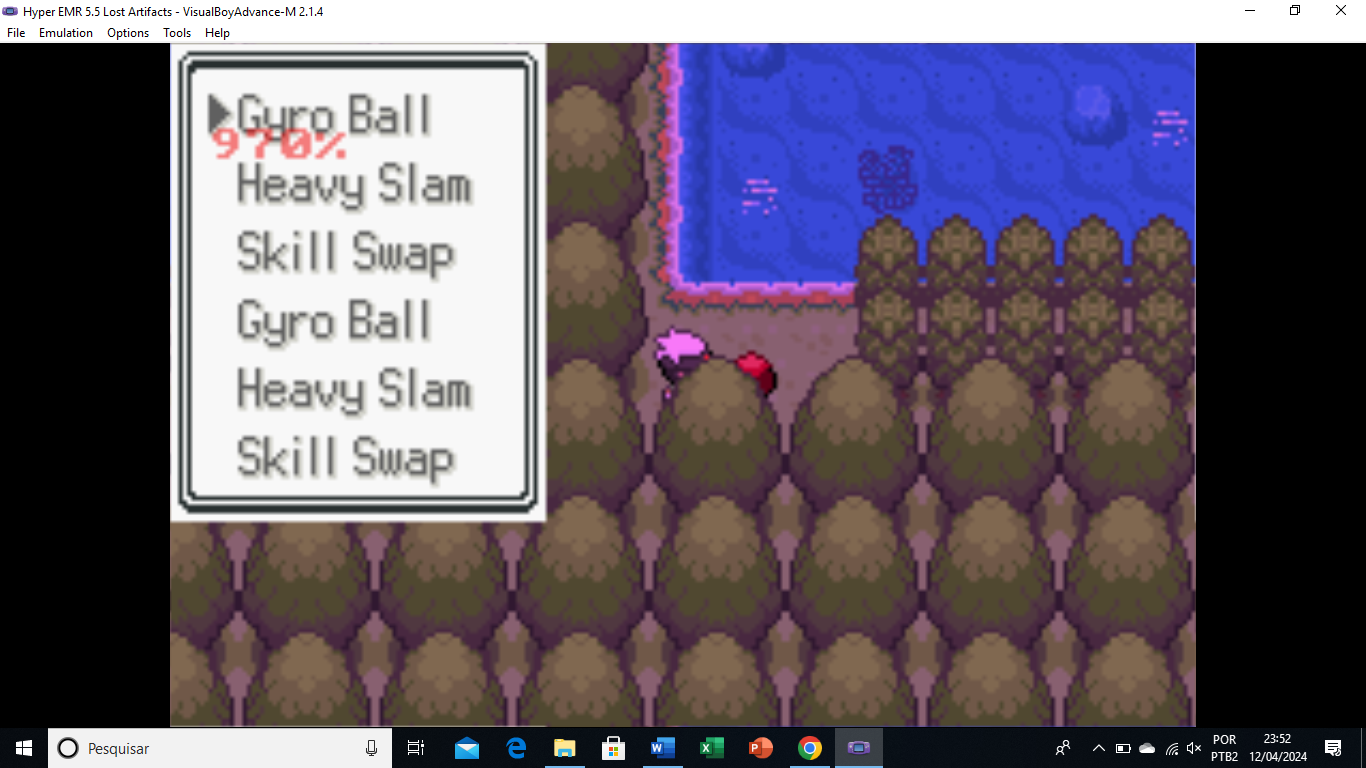 Hyper EMR 5.5 Lost Artifacts - VisualBoyAdvance-M 2.1.4
File Emulation Options Tools Help
Gyro Ball
970%
Heavy Slam
Skill Swap
Gyro Ball
Heavy Slam
Skill Swap
Pesquisar
POR
PTB2
23:52
12/04/2024